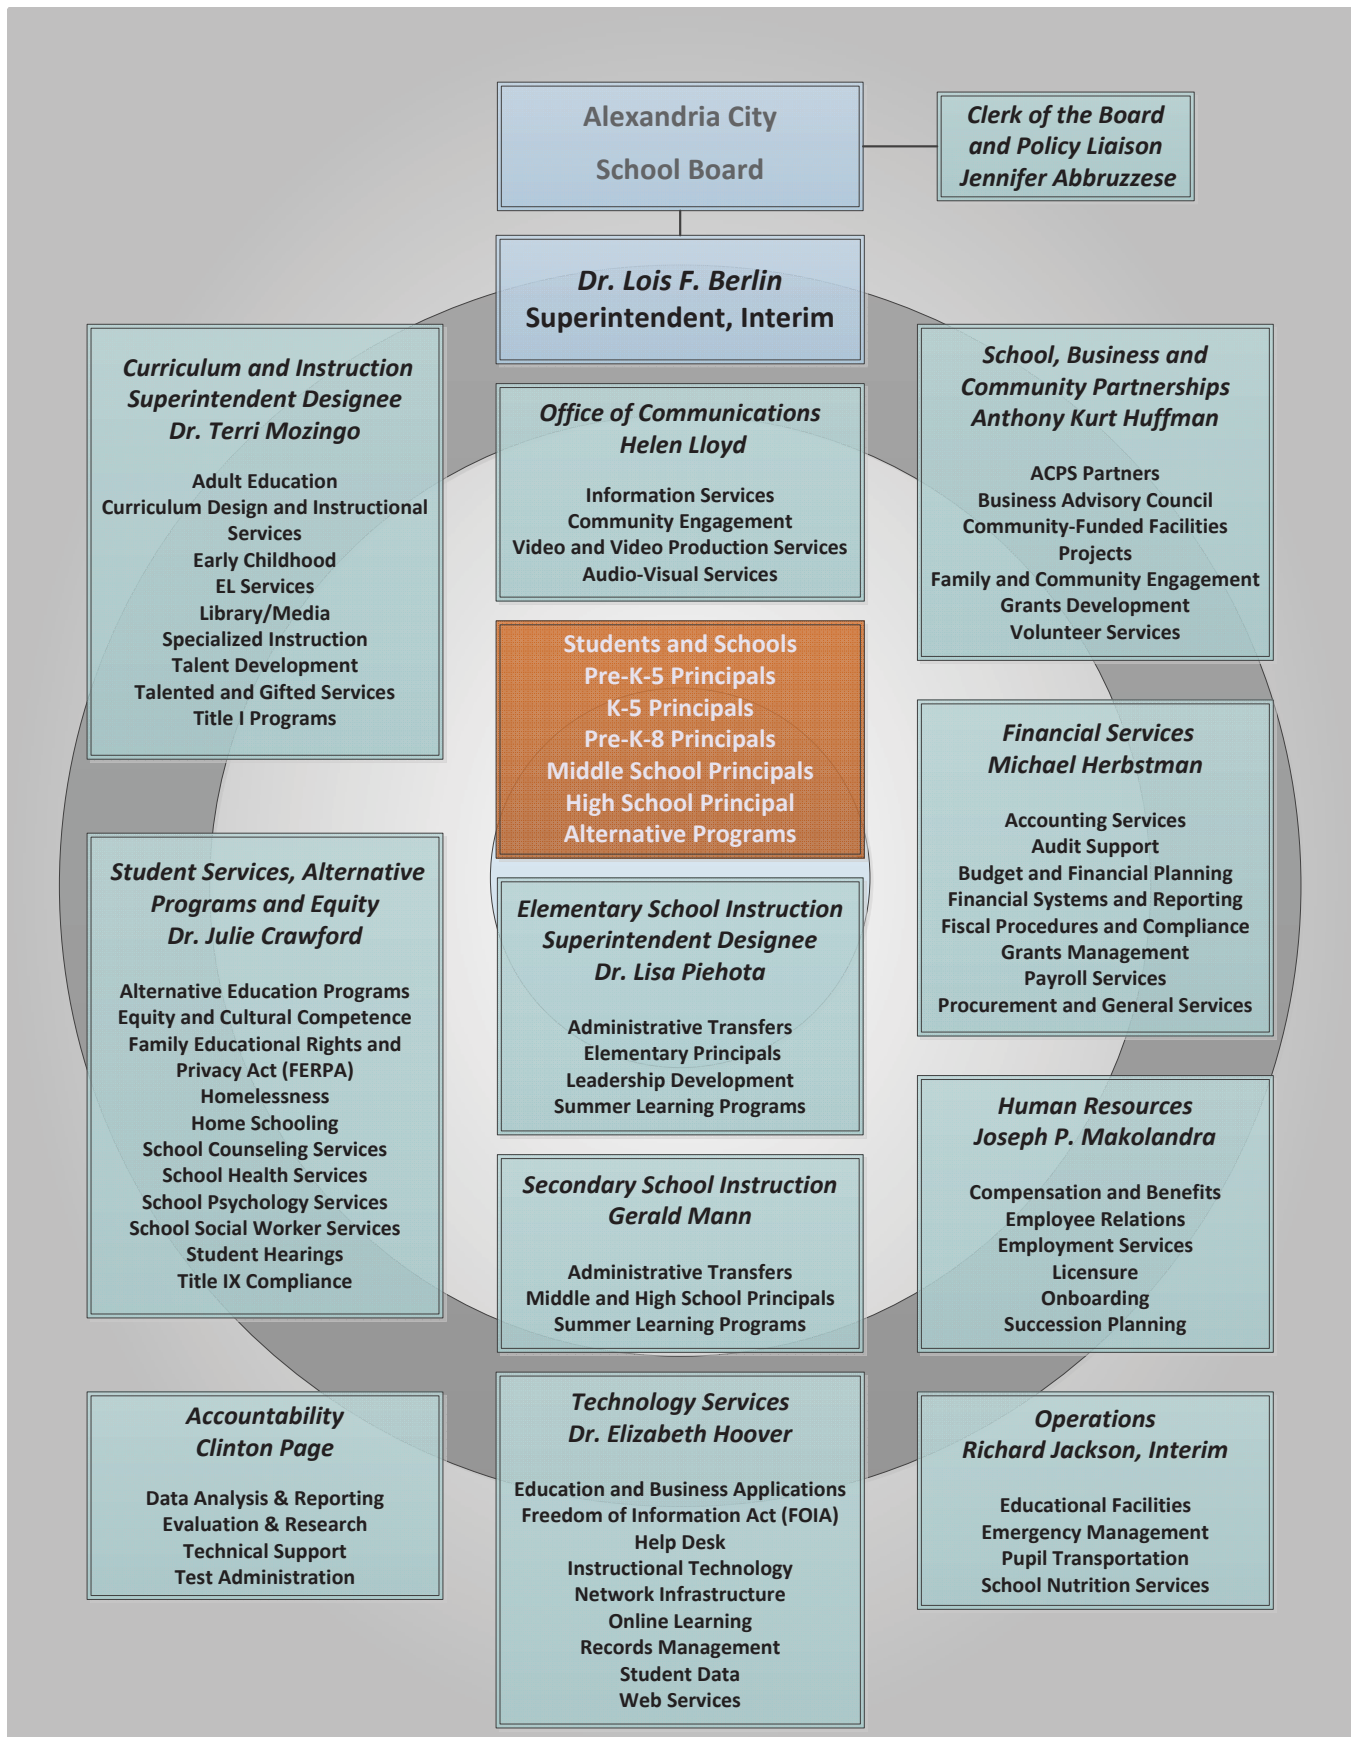 Alexandria City
School Board
Clerk of the Board
and Policy Liaison
Jennifer Abbruzzese
Dr. Lois F. Berlin
Superintendent, Interim
Curriculum and Instruction
Superintendent Designee
Dr. Terri Mozingo
Adult Education
Curriculum Design and Instructional
Services
Early Childhood
EL Services
Library/Media
Specialized Instruction
Talent Development
Talented and Gifted Services
Title I Programs
Office of Communications
Helen Lloyd
Information Services
Community Engagement
Video and Video Production Services
Audio-Visual Services
School, Business and
Community Partnerships
Anthony Kurt Huffman
ACPS Partners
Business Advisory Council
Community-Funded Facilities
Projects
Family and Community Engagement
Grants Development
Volunteer Services
Students and Schools
Pre-K-5 Principals
K-5 Principals
Pre-K-8 Principals
Middle School Principals
High School Principal
Alternative Programs
Financial Services
Michael Herbstman
Accounting Services
Audit Support
Budget and Financial Planning
Financial Systems and Reporting
Fiscal Procedures and Compliance
Grants Management
Payroll Services
Procurement and General Services
Student Services, Alternative
Programs and Equity
Dr. Julie Crawford
Alternative Education Programs
Equity and Cultural Competence
Family Educational Rights and
Privacy Act (FERPA)
Homelessness
Home Schooling
School Counseling Services
School Health Services
School Psychology Services
School Social Worker Services
Student Hearings
Title IX Compliance
Elementary School Instruction
Superintendent Designee
Dr. Lisa Piehota
Administrative Transfers
Elementary Principals
Leadership Development
Summer Learning Programs
Human Resources
Joseph P. Makolandra
Compensation and Benefits
Employee Relations
Employment Services
Licensure
Onboarding
Succession Planning
Secondary School Instruction
Gerald Mann
Administrative Transfers
Middle and High School Principals
Summer Learning Programs
Accountability
Clinton Page
Data Analysis & Reporting
Evaluation & Research
Technical Support
Test Administration
Technology Services
Dr. Elizabeth Hoover
Education and Business Applications
Freedom of Information Act (FOIA)
Help Desk
Instructional Technology
Network Infrastructure
Online Learning
Records Management
Student Data
Web Services
Operations
Richard Jackson, Interim
Educational Facilities
Emergency Management
Pupil Transportation
School Nutrition Services